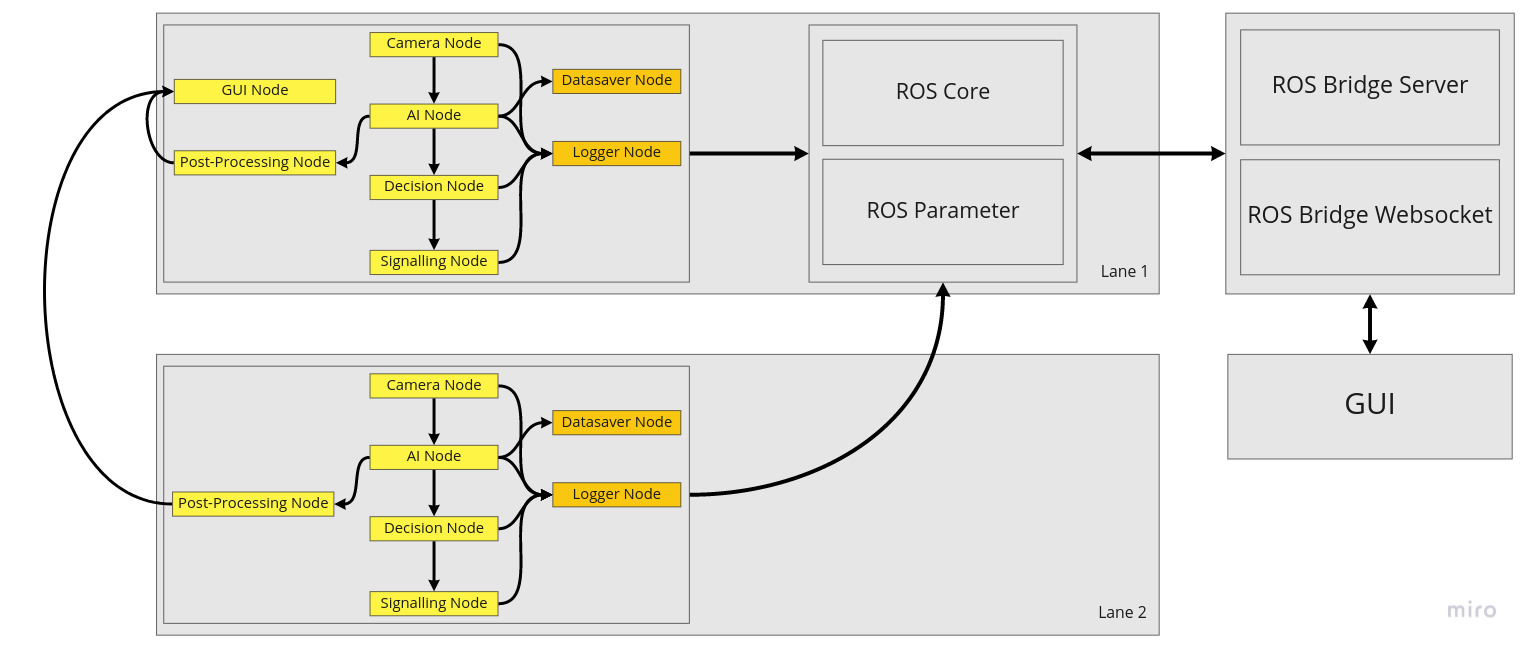 Camera Node
GUI Node
AI Node
Post-Processing Node
Decision Node
Signalling Node
Datasaver Node
Logger Node
ROS Core
ROS Parameter
Lane 1
ROS Bridge Server
ROS Bridge Websocket
GUI
Camera Node
AI Node
Post-Processing Node
Decision Node
Signalling Node
Datasaver Node
Logger Node
Lane 2
miro